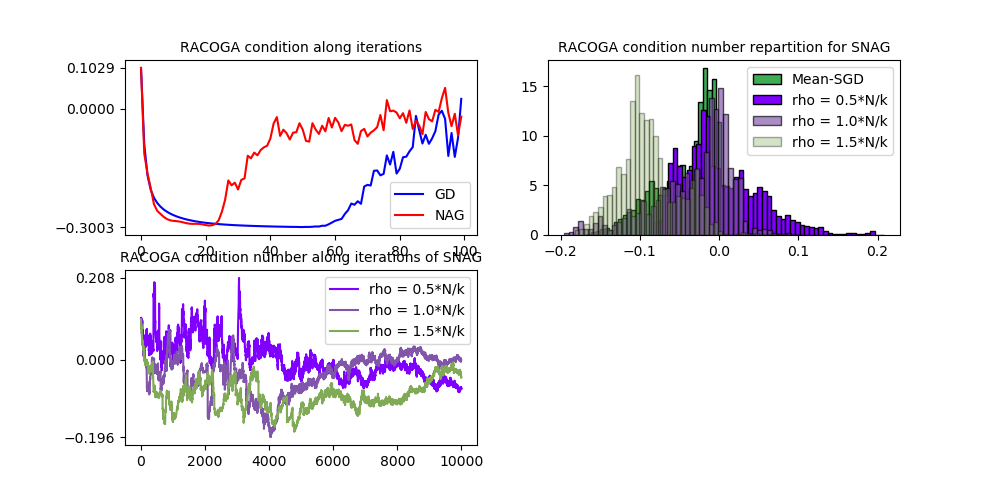 RACOGA condition along iterations
0.1029
0.0000
−0.3003
0 20 40 60 80 100
GD
NAG
RACOGA condition number repartition for SNAG
15
10
5
0
−0.2 −0.1 0.0 0.1 0.2
Mean-SGD
rho = 0.5*N/k
rho = 1.0*N/k
rho = 1.5*N/k
RACOGA condition number along iterations of SNAG
0.208
0.000
−0.196
0 2000 4000 6000 8000 10000
rho = 0.5*N/k
rho = 1.0*N/k
rho = 1.5*N/k